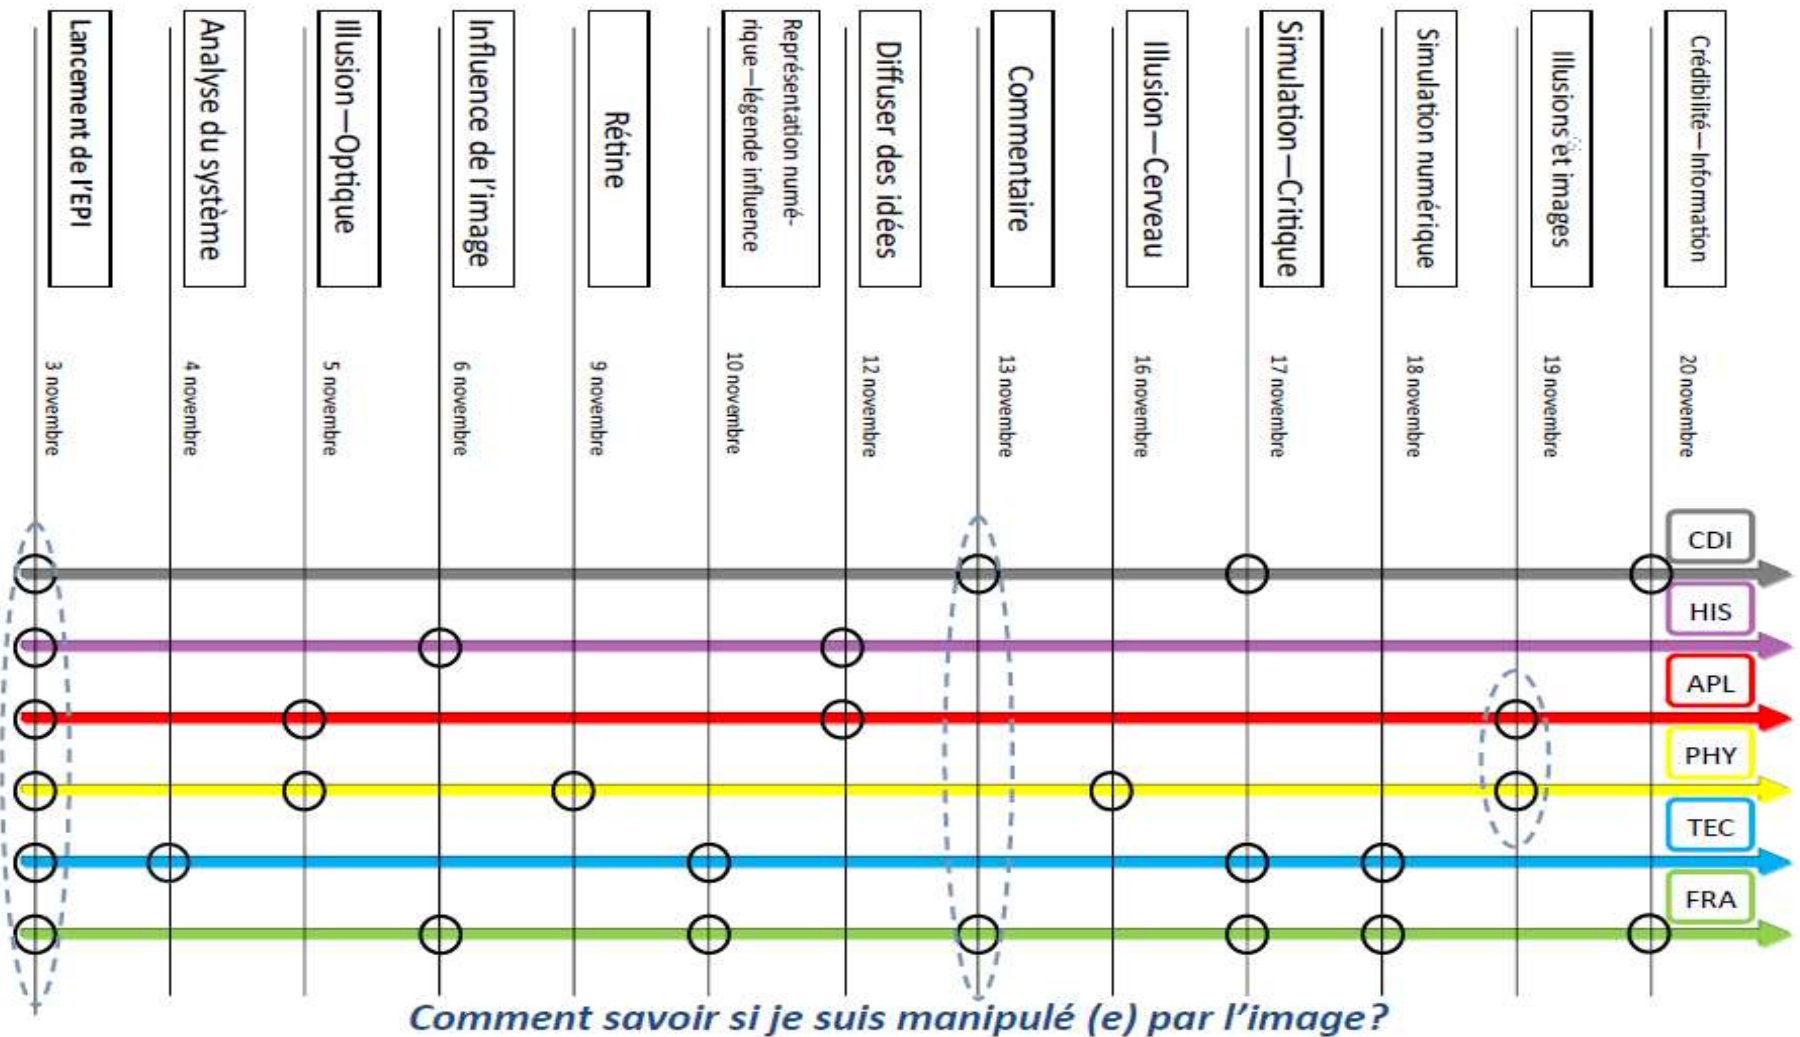 Lancement de l'EPI
Analyse du système
Illusion—Optique
Influence de l'image
Rétine
Représentation numé-
rique—légende influence
Diffuser des idées
Commentaire
Illusion—Cerveau
Simulation—Critique
Simulation numérique
Illusions et images
Crédibilité—Information
3 novembre
4 novembre
5 novembre
6 novembre
9 novembre
10 novembre
12 novembre
13 novembre
16 novembre
17 novembre
18 novembre
19 novembre
20 novembre
CDI
HIS
APL
PHY
TEC
FRA
Comment savoir si je suis manipulé (e) par l'image?